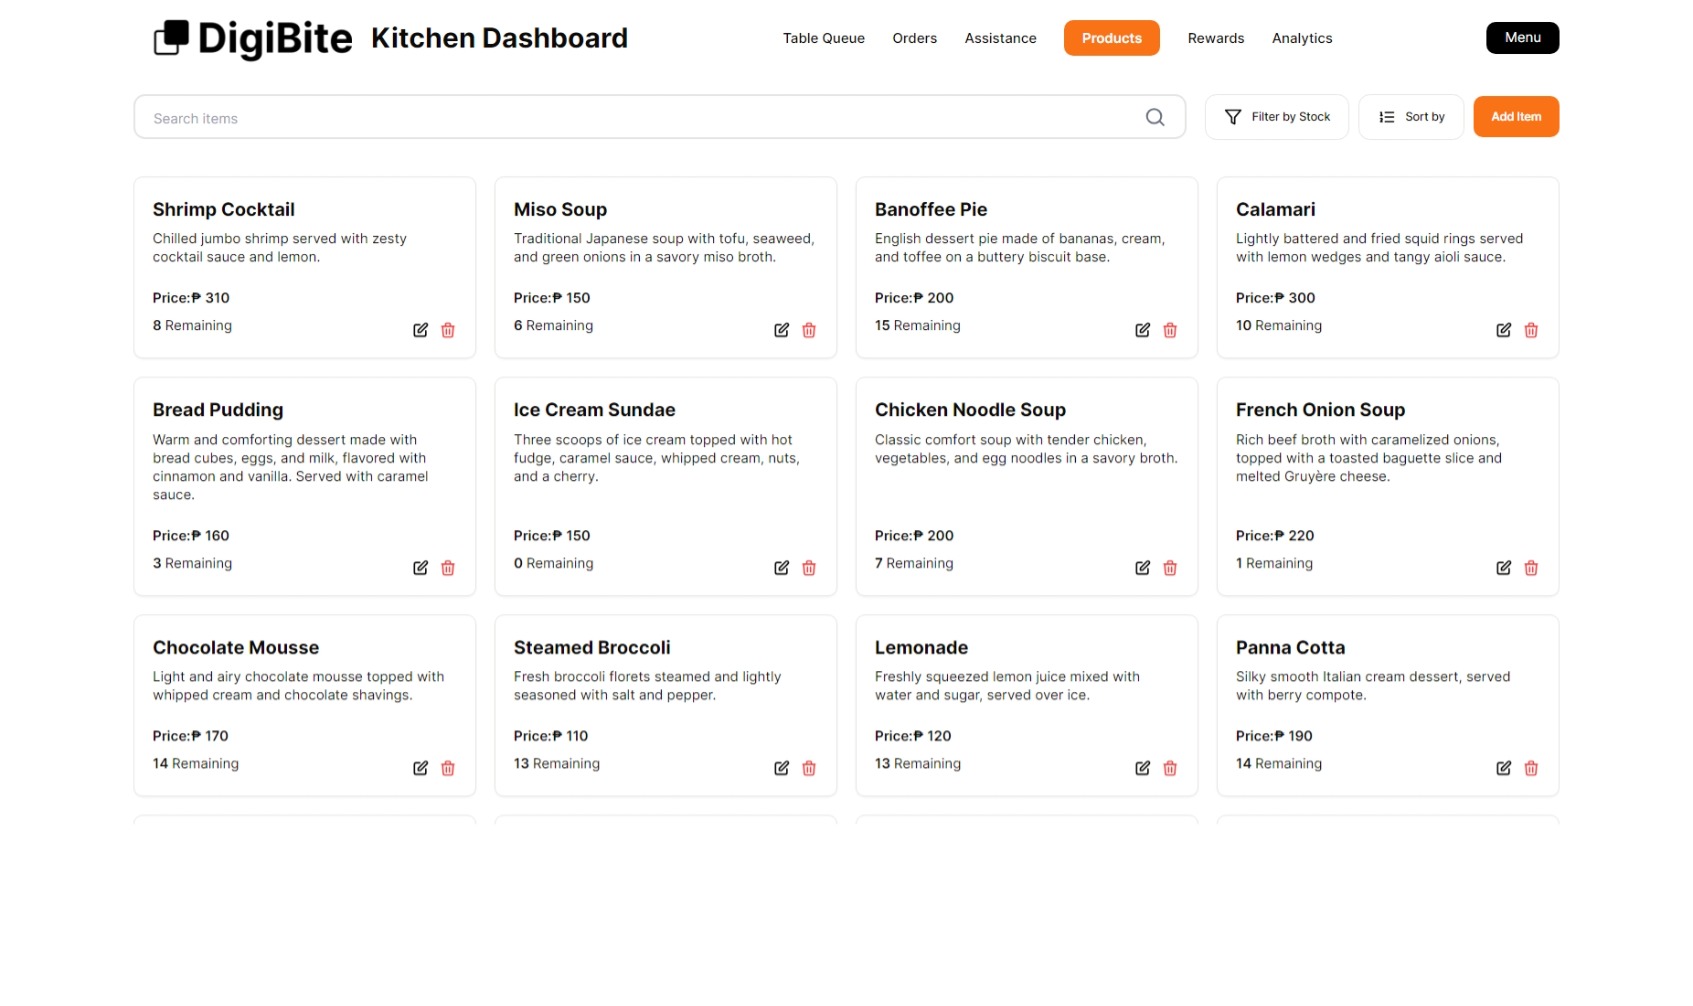 DigiBite Kitchen Dashboard
Table Queue Orders Assistance Products Rewards Analytics Menu
Search items
Filter by Stock Sort by Add Item
Shrimp Cocktail
Chilled jumbo shrimp served with zesty
cocktail sauce and lemon.
Price:₱ 310
8 Remaining
Miso Soup
Traditional Japanese soup with tofu, seaweed,
and green onions in a savory miso broth.
Price:₱ 150
6 Remaining
Banoffee Pie
English dessert pie made of bananas, cream,
and toffee on a buttery biscuit base.
Price:₱ 200
15 Remaining
Calamari
Lightly battered and fried squid rings served
with lemon wedges and tangy aioli sauce.
Price:₱ 300
10 Remaining
Bread Pudding
Warm and comforting dessert made with
bread cubes, eggs, and milk, flavored with
cinnamon and vanilla. Served with caramel
sauce.
Price:₱ 160
3 Remaining
Ice Cream Sundae
Three scoops of ice cream topped with hot
fudge, caramel sauce, whipped cream, nuts,
and a cherry.
Price:₱ 150
0 Remaining
Chicken Noodle Soup
Classic comfort soup with tender chicken,
vegetables, and egg noodles in a savory broth.
Price:₱ 200
7 Remaining
French Onion Soup
Rich beef broth with caramelized onions,
topped with a toasted baguette slice and
melted Gruyère cheese.
Price:₱ 220
1 Remaining
Chocolate Mousse
Light and airy chocolate mousse topped with
whipped cream and chocolate shavings.
Price:₱ 170
14 Remaining
Steamed Broccoli
Fresh broccoli florets steamed and lightly
seasoned with salt and pepper.
Price:₱ 110
13 Remaining
Lemonade
Freshly squeezed lemon juice mixed with
water and sugar, served over ice.
Price:₱ 120
13 Remaining
Panna Cotta
Silky smooth Italian cream dessert, served
with berry compote.
Price:₱ 190
14 Remaining